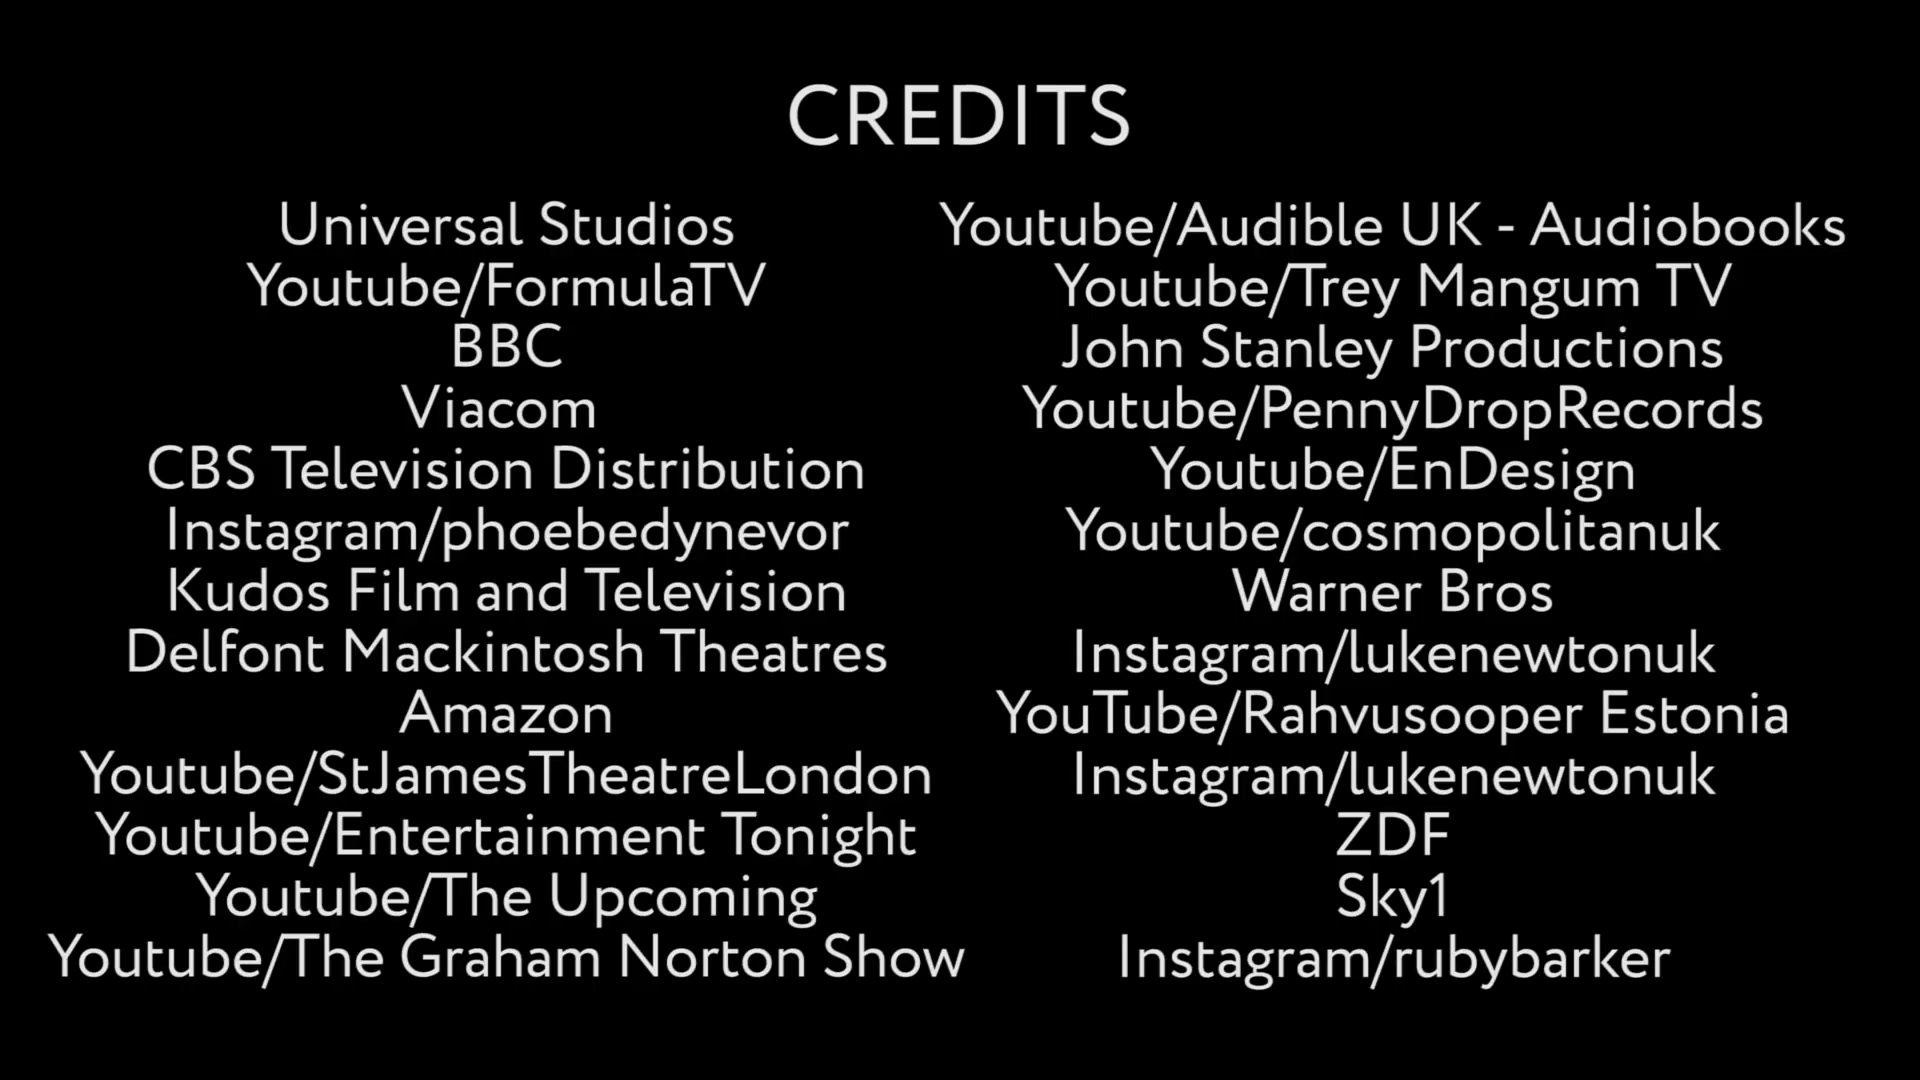 CREDITS
Universal Studios
Youtube/FormulaTV
BBC
Viacom
CBS Television Distribution
Instagram/phoebedynevor
Kudos Film and Television
Delfont Mackintosh Theatres
Amazon
Youtube/StJamesTheatreLondon
Youtube/Entertainment Tonight
Youtube/The Upcoming
Youtube/The Graham Norton Show
Youtube/Audible UK - Audiobooks
Youtube/Trey Mangum TV
John Stanley Productions
Youtube/PennyDropRecords
Youtube/EnDesign
Youtube/cosmopolitanuk
Warner Bros
Instagram/lukenewtonuk
YouTube/Rahvusooper Estonia
Instagram/lukenewtonuk
ZDF
Sky1
Instagram/rubybarker